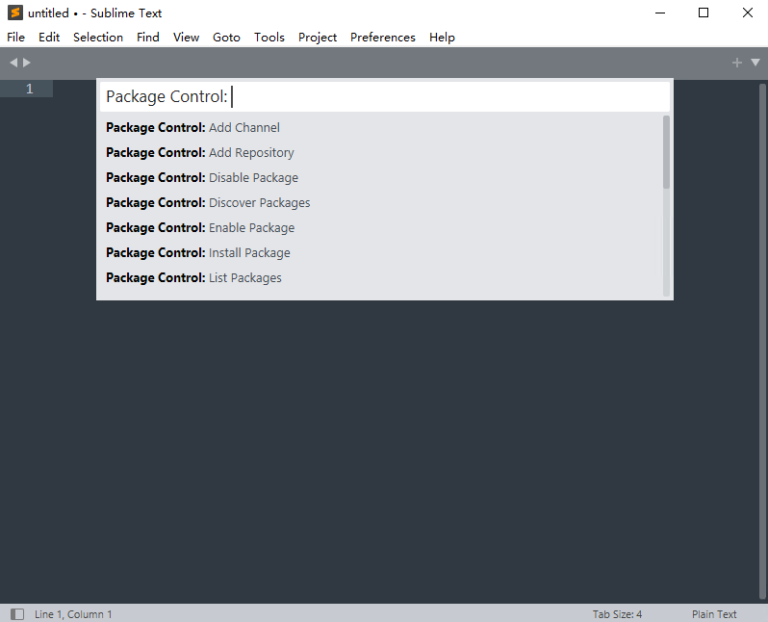 untitled • - Sublime Text
File Edit Selection Find View Goto Tools Project Preferences Help
1
Package Control:
Package Control: Add Channel
Package Control: Add Repository
Package Control: Disable Package
Package Control: Discover Packages
Package Control: Enable Package
Package Control: Install Package
Package Control: List Packages
Line 1, Column 1 Tab Size: 4 Plain Text